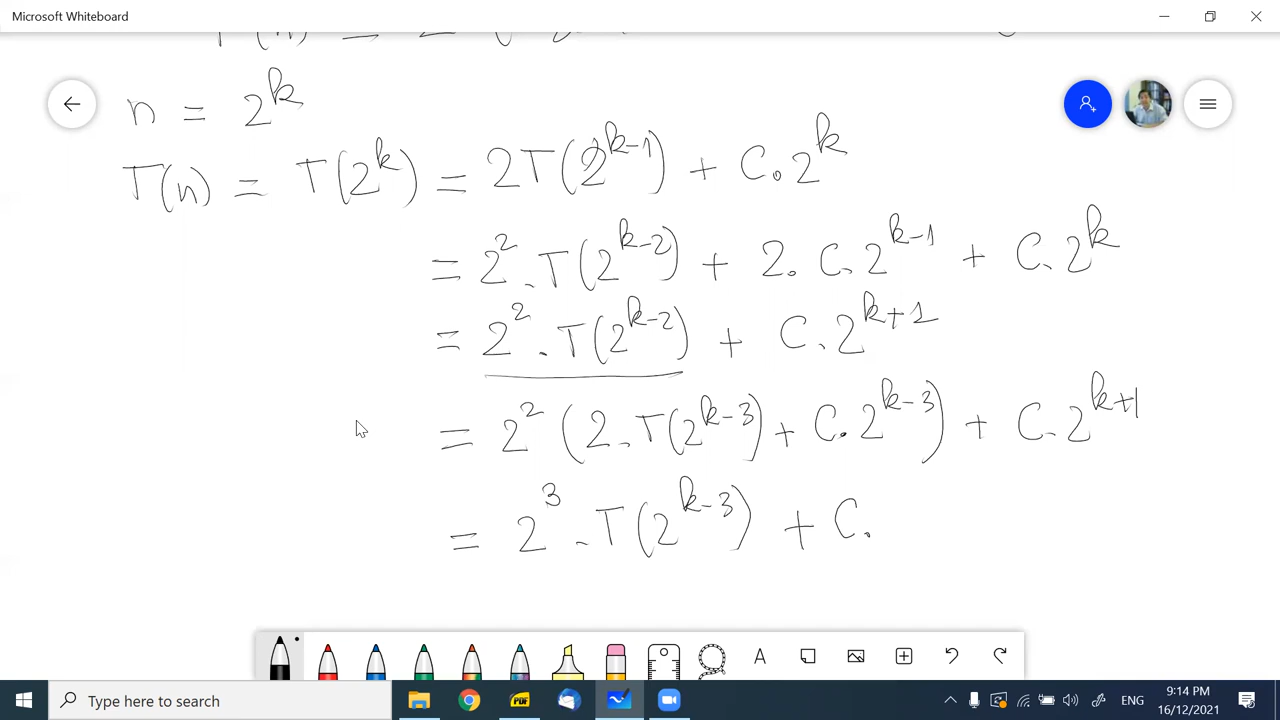 Microsoft Whiteboard
n = 2^k
T(n) = T(2^k) = 2T(2^{k-1}) + C.2^k
= 2^2 . T(2^{k-2}) + 2. C. 2^{k-1} + C. 2^k
= 2^2 . T(2^{k-2}) + C. 2^{k+1}
= 2^2 (2. T(2^{k-3}) + C. 2^{k-3}) + C. 2^{k+1}
= 2^3 . T(2^{k-3}) + C.
A
Type here to search
PDF
ENG
9:14 PM
16/12/2021